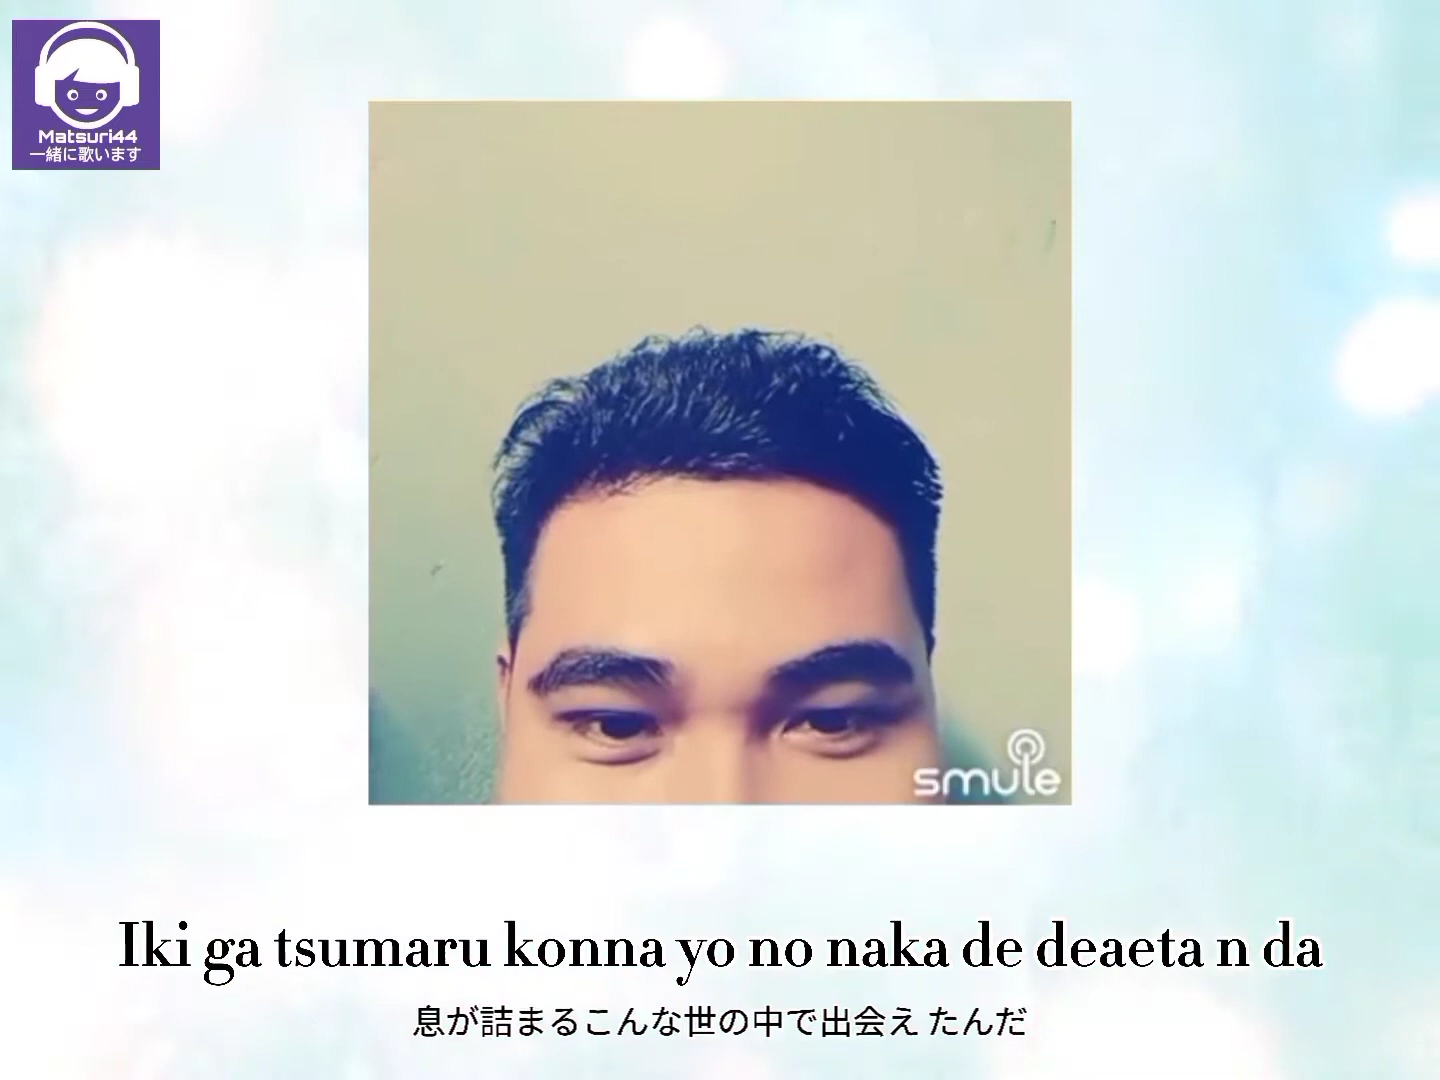 Matsuri44
一緒に歌います
smule
Iki ga tsumaru konna yo no naka de deaeta n da
息が詰まるこんな世の中で出会え たんだ